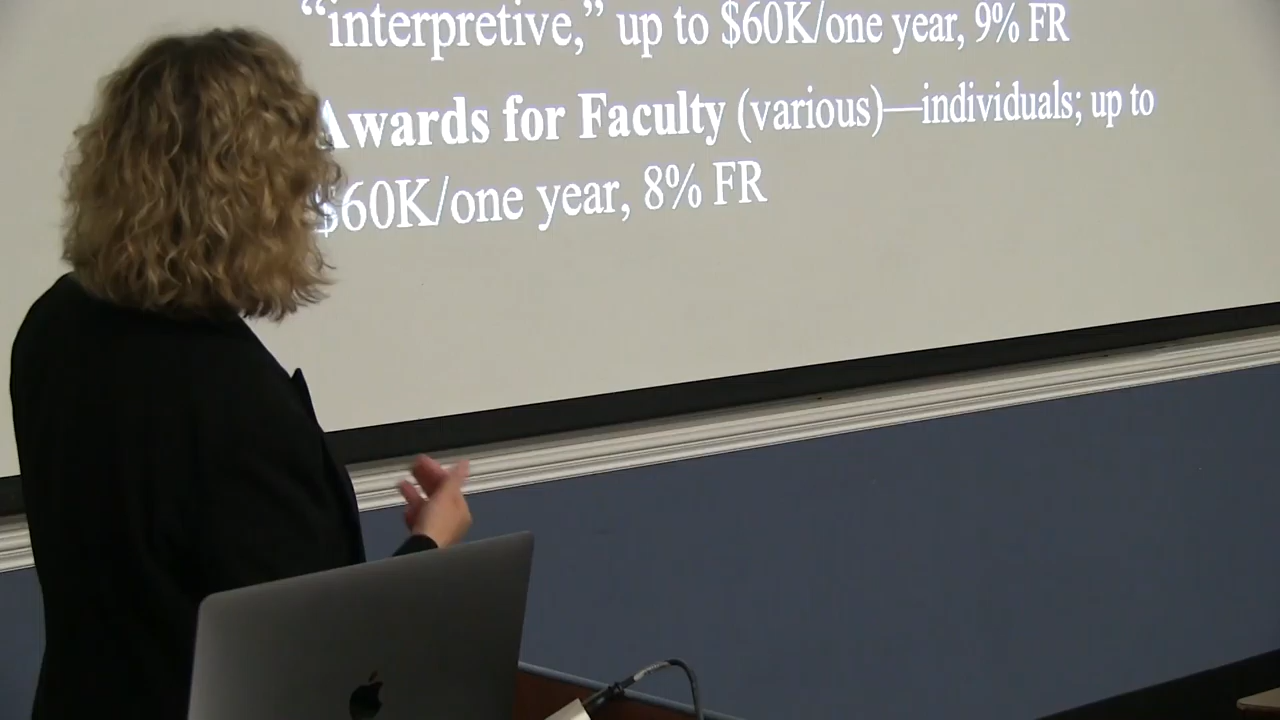 “interpretive,” up to $60K/one year, 9% FR
Awards for Faculty (various)—individuals; up to
$60K/one year, 8% FR